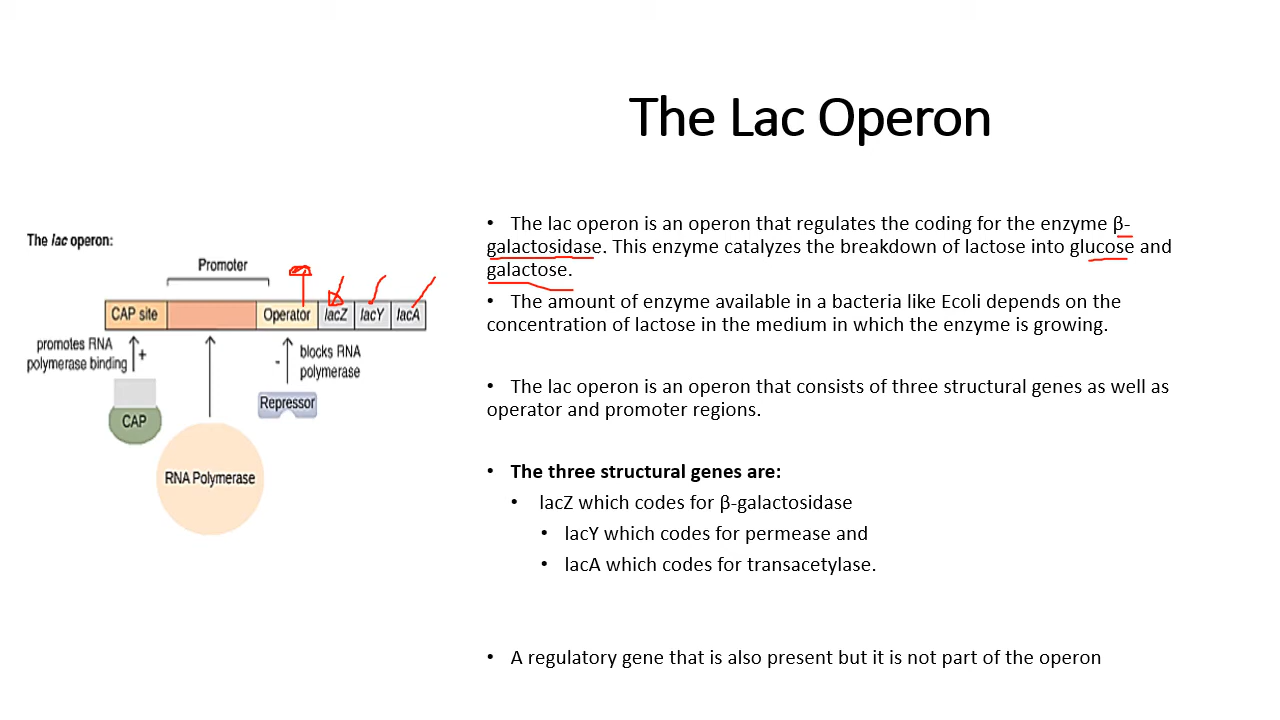 The Lac Operon
The lac operon:
Promoter
CAP site
Operator
lacZ
lacY
lacA
promotes RNA
polymerase binding
+
-
blocks RNA
polymerase
Repressor
CAP
RNA Polymerase
• The lac operon is an operon that regulates the coding for the enzyme β-
galactosidase. This enzyme catalyzes the breakdown of lactose into glucose and
galactose.
• The amount of enzyme available in a bacteria like Ecoli depends on the
concentration of lactose in the medium in which the enzyme is growing.
• The lac operon is an operon that consists of three structural genes as well as
operator and promoter regions.
• The three structural genes are:
• lacZ which codes for β-galactosidase
• lacY which codes for permease and
• lacA which codes for transacetylase.
• A regulatory gene that is also present but it is not part of the operon